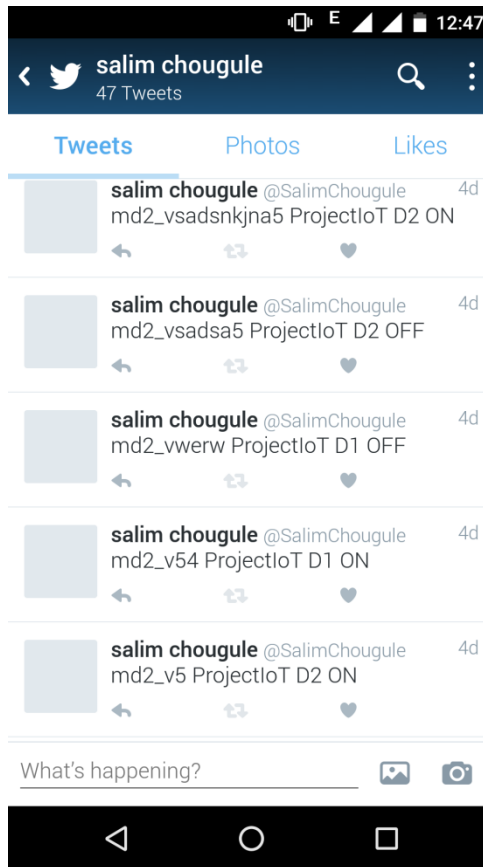 E 12:47
salim chougule
47 Tweets
Tweets Photos Likes
salim chougule @SalimChougule 4d
md2_vsadsnkjna5 ProjectIoT D2 ON
salim chougule @SalimChougule 4d
md2_vsadsa5 ProjectIoT D2 OFF
salim chougule @SalimChougule 4d
md2_vwerw ProjectIoT D1 OFF
salim chougule @SalimChougule 4d
md2_v54 ProjectIoT D1 ON
salim chougule @SalimChougule 4d
md2_v5 ProjectIoT D2 ON
What's happening?